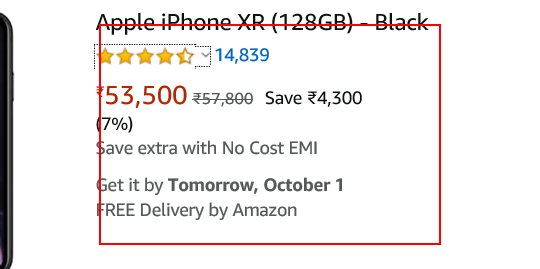 Apple iPhone XR (128GB) - Black
14,839
₹53,500 ₹57,800 Save ₹4,300
(7%)
Save extra with No Cost EMI
Get it by Tomorrow, October 1
FREE Delivery by Amazon